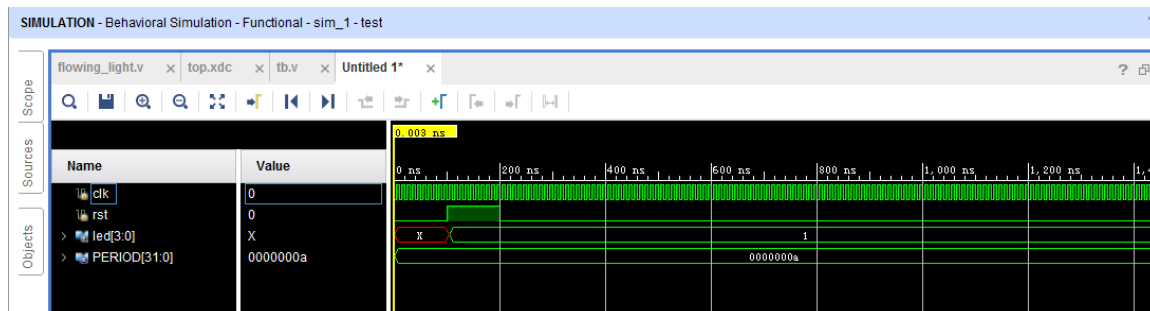 SIMULATION - Behavioral Simulation - Functional - sim_1 - test
flowing_light.v × top.xdc × tb.v × Untitled 1* ×
?
Scope
Sources
Objects
0.003 ns
Name Value
0 ns 200 ns 400 ns 600 ns 800 ns 1,000 ns 1,200 ns 1,4
clk 0
rst 0
> led[3:0] X X 1
> PERIOD[31:0] 0000000a 0000000a